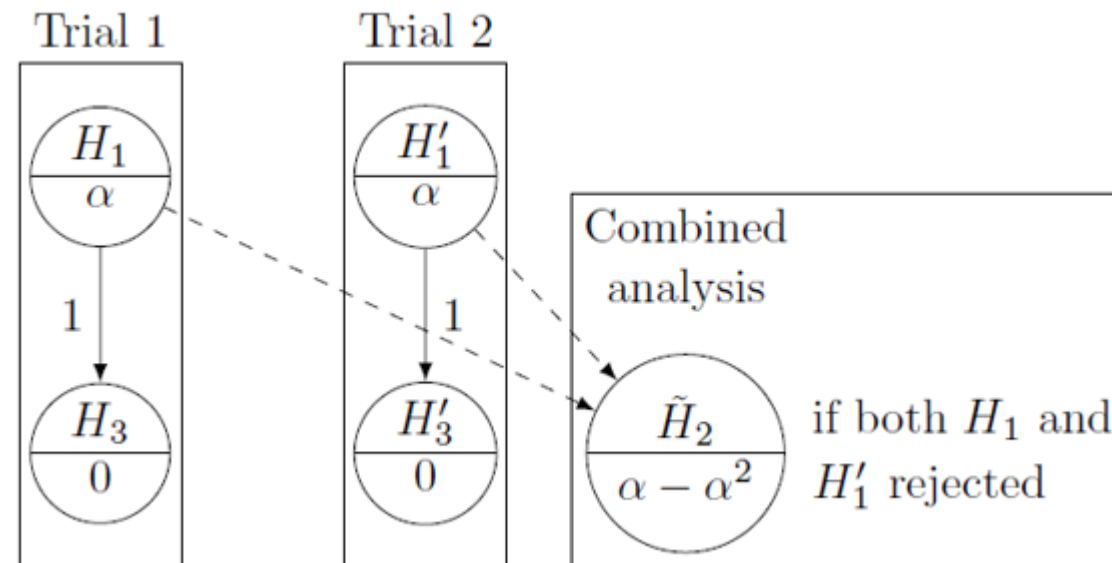 Trial 1
Trial 2
H₁
α
H′₁
α
Combined
analysis
1
1
H₃
0
H′₃
0
H̃₂
α − α²
if both H₁ and
H′₁ rejected